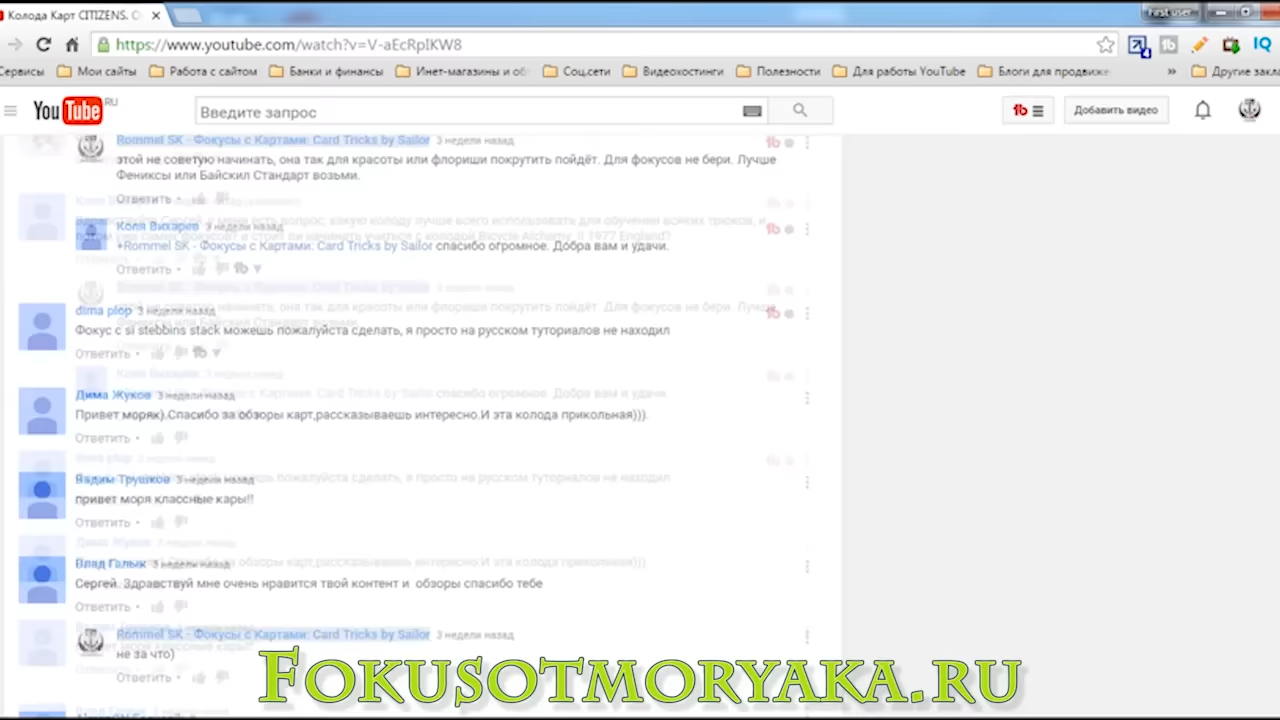 Колода Карт CITIZENS. О
First user
https://www.youtube.com/watch?v=V-aEcRpIKW8
IQ
Сервисы Мои сайты Работа с сайтом Банки и финансы Инет-магазины и об Соц.сети Видеохостинги Полезности Для работы YouTube Блоги для продвиже » Другие закла
YouTube RU
Введите запрос
Добавить видео
Rommel SK - Фокусы с Картами: Card Tricks by Sailor 3 недели назад
этой не советую начинать, она так для красоты или флориши покрутить пойдёт. Для фокусов не бери. Лучше
Фениксы или Байскил Стандарт возьми.
Ответить
Коля Вихарев 3 недели назад
+Rommel SK - Фокусы с Картами: Card Tricks by Sailor спасибо огромное. Добра вам и удачи.
Ответить
dima plop 3 недели назад
Фокус с si stebbins stack можешь пожалуйста сделать, я просто на русском туториалов не находил
Ответить
Дима Жуков 3 недели назад
Привет моряк).Спасибо за обзоры карт,рассказываешь интересно.И эта колода прикольная))).
Ответить
Вадим Трушков 3 недели назад
привет моря классные кары!!
Ответить
Влад Галык 3 недели назад
Сергей. Здравствуй мне очень нравится твой контент и обзоры спасибо тебе
Ответить
Rommel SK - Фокусы с Картами: Card Tricks by Sailor 3 недели назад
не за что)
Ответить
Fokusotmoryaka.ru